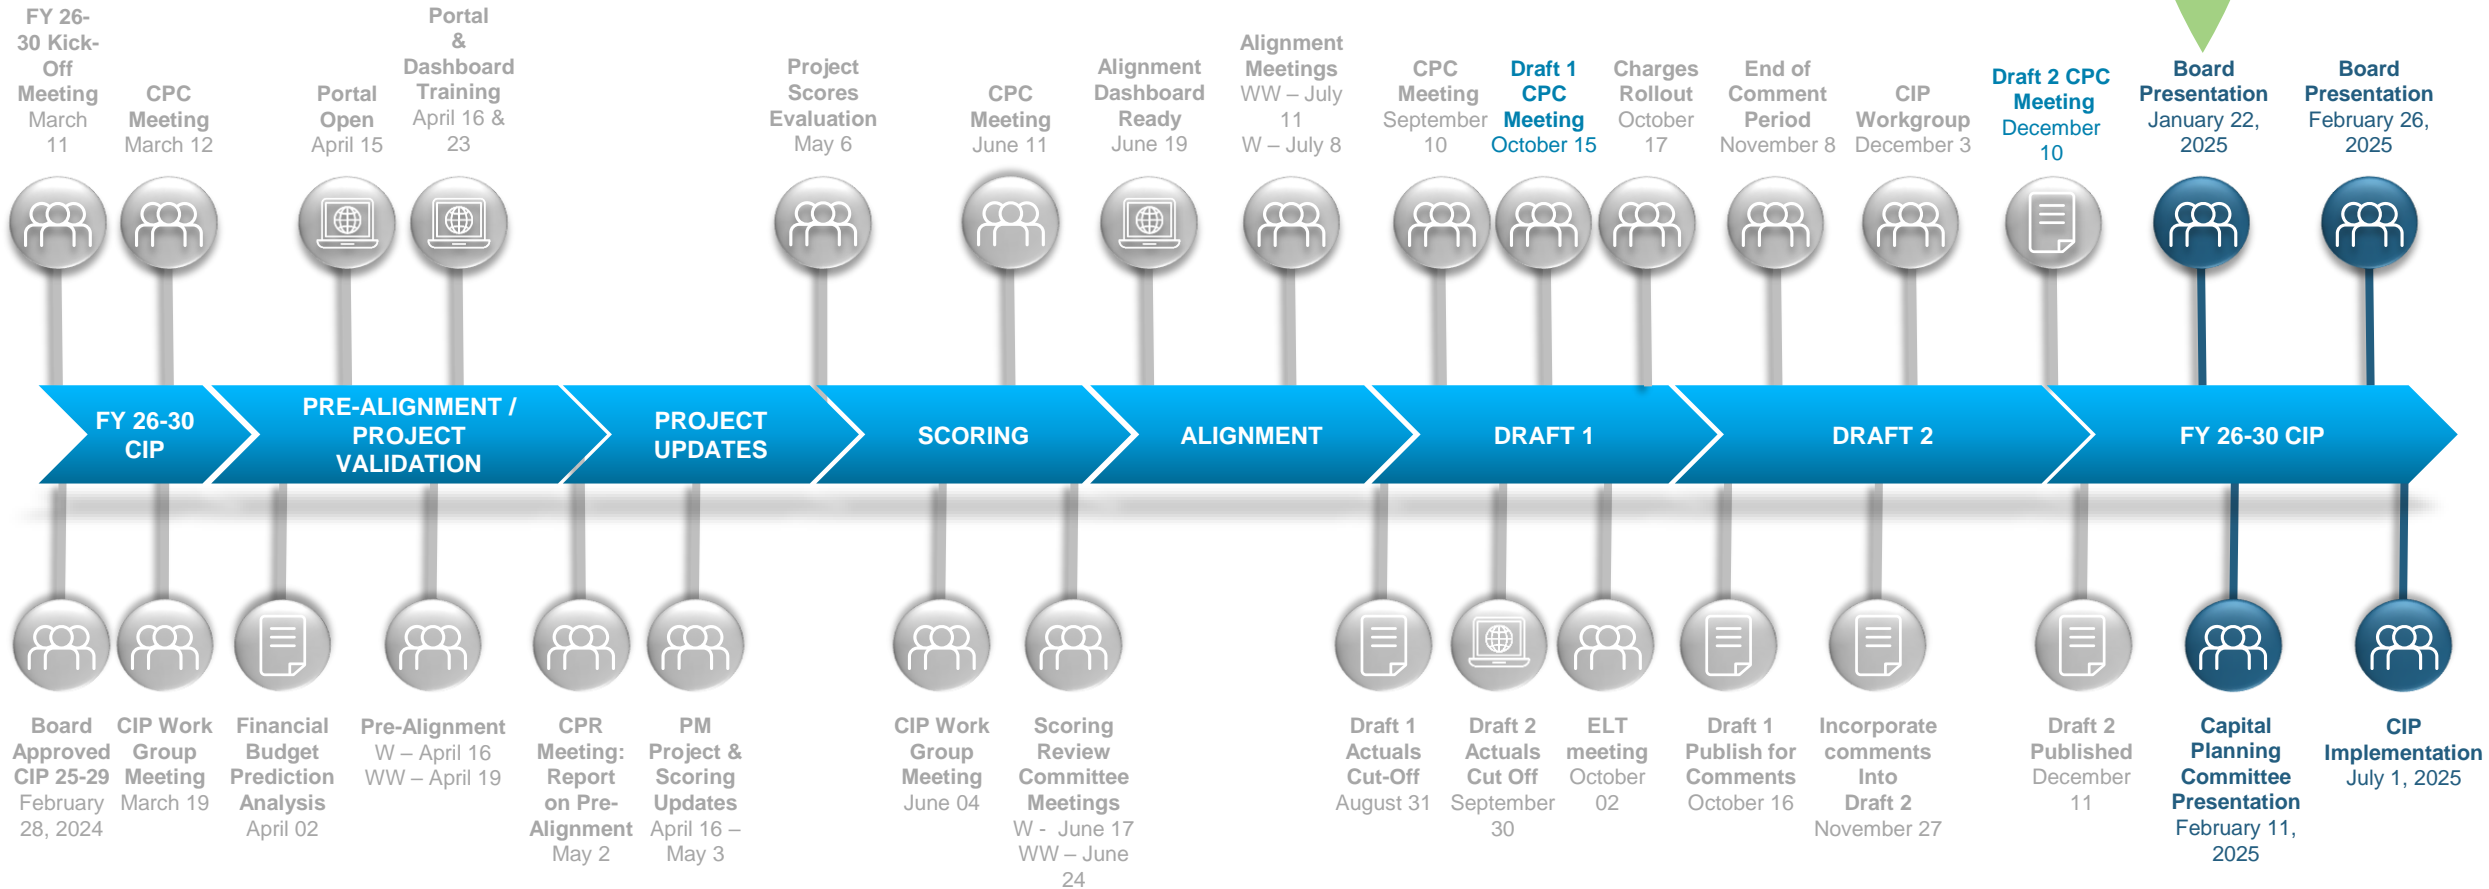 FY 26-
30 Kick-
Off
Meeting
March
11
CPC
Meeting
March 12
Portal
Open
April 15
Portal
&
Dashboard
Training
April 16 &
23
Project
Scores
Evaluation
May 6
CPC
Meeting
June 11
Alignment
Dashboard
Ready
June 19
Alignment
Meetings
WW – July
11
W – July 8
CPC
Meeting
September
10
Draft 1
CPC
Meeting
October 15
Charges
Rollout
October
17
End of
Comment
Period
November 8
CIP
Workgroup
December 3
Draft 2 CPC
Meeting
December
10
Board
Presentation
January 22,
2025
Board
Presentation
February 26,
2025
FY 26-30
CIP
PRE-ALIGNMENT /
PROJECT
VALIDATION
PROJECT
UPDATES
SCORING
ALIGNMENT
DRAFT 1
DRAFT 2
FY 26-30 CIP
Board
Approved
CIP 25-29
February
28, 2024
CIP Work
Group
Meeting
March 19
Financial
Budget
Prediction
Analysis
April 02
Pre-Alignment
W – April 16
WW – April 19
CPR
Meeting:
Report
on Pre-
Alignment
May 2
PM
Project &
Scoring
Updates
April 16 –
May 3
CIP Work
Group
Meeting
June 04
Scoring
Review
Committee
Meetings
W - June 17
WW – June
24
Draft 1
Actuals
Cut-Off
August 31
Draft 2
Actuals
Cut Off
September
30
ELT
meeting
October
02
Draft 1
Publish for
Comments
October 16
Incorporate
comments
Into
Draft 2
November 27
Draft 2
Published
December
11
Capital
Planning
Committee
Presentation
February 11,
2025
CIP
Implementation
July 1, 2025